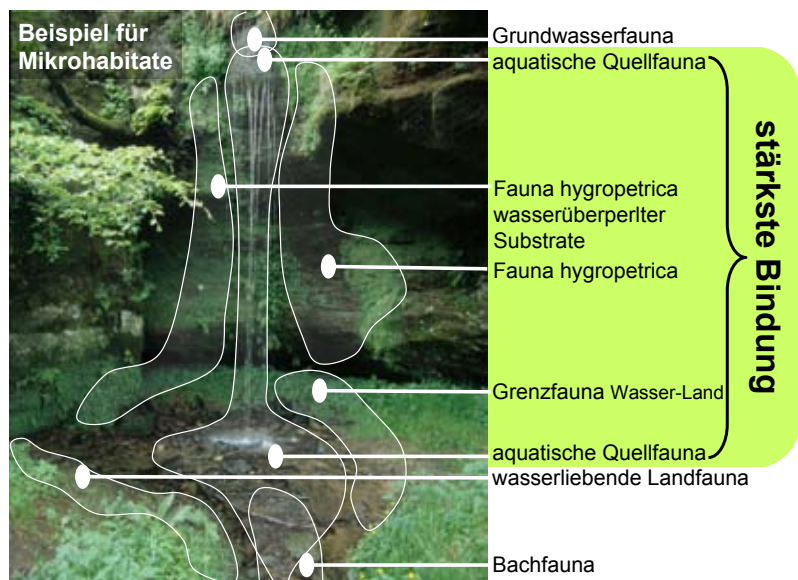 Beispiel für
Mikrohabitate
Grundwasserfauna
aquatische Quellfauna
Fauna hygropetrica
wasserüberperlter
Substrate
Fauna hygropetrica
Grenzfauna Wasser-Land
aquatische Quellfauna
wasserliebende Landfauna
Bachfauna
stärkste Bindung